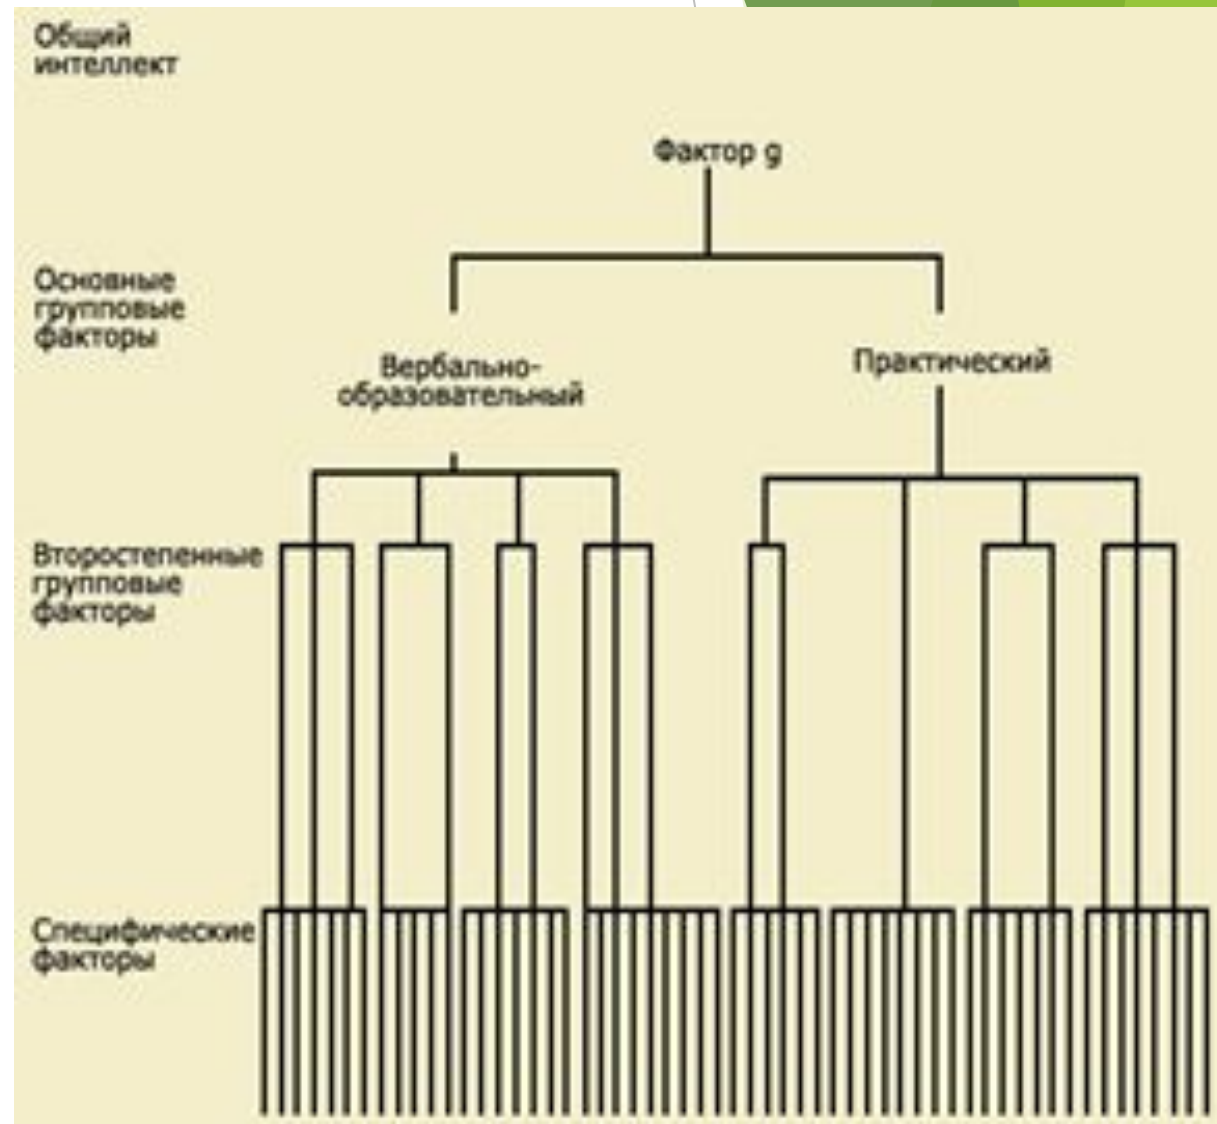 Общий
интеллект
Фактор g
Основные
групповые
факторы
Вербально-
образовательный
Практический
Второстепенные
групповые
факторы
Специфические
факторы